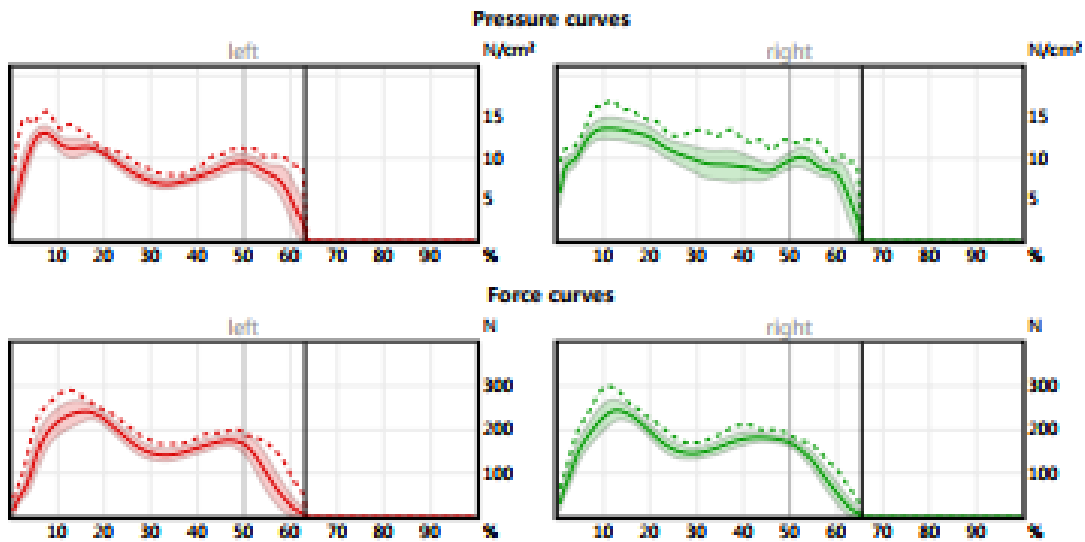 Pressure curves
left N/cm² right N/cm²
15 15
10 10
5 5
10 20 30 40 50 60 70 80 90 % 10 20 30 40 50 60 70 80 90 %
Force curves
left N right N
300 300
200 200
100 100
10 20 30 40 50 60 70 80 90 % 10 20 30 40 50 60 70 80 90 %